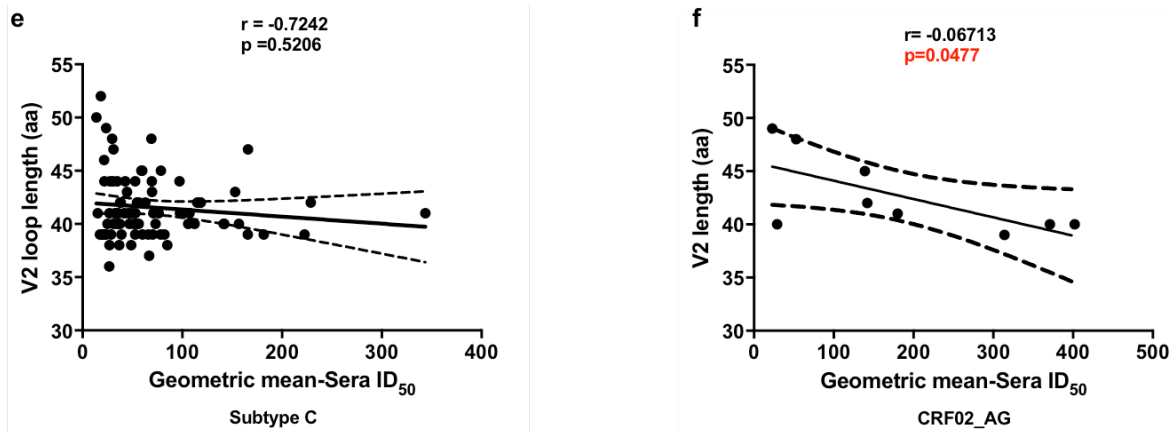 e
r = -0.7242
p =0.5206
55
50
45
40
35
30
V2 loop length (aa)
0 100 200 300 400
Geometric mean-Sera ID50
Subtype C
f
r= -0.06713
p=0.0477
55
50
45
40
35
30
V2 length (aa)
0 100 200 300 400 500
Geometric mean-Sera ID50
CRF02_AG